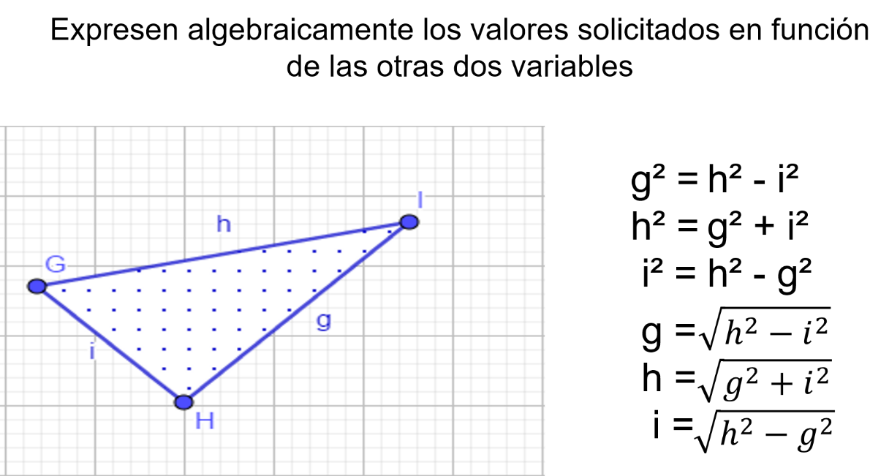 Expresen algebraicamente los valores solicitados en función
de las otras dos variables
I
h
G
g
i
H
g² = h² - i²
h² = g² + i²
i² = h² - g²
g =√h² − i²
h =√g² + i²
i =√h² − g²